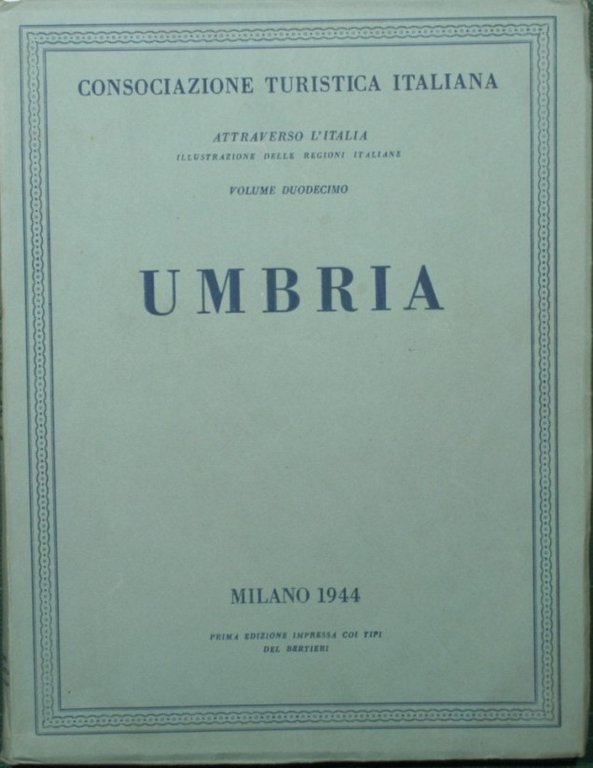 CONSOCIAZIONE TURISTICA ITALIANA
ATTRAVERSO L'ITALIA
ILLUSTRAZIONE DELLE REGIONI ITALIANE
VOLUME DUODECIMO
UMBRIA
MILANO 1944
PRIMA EDIZIONE IMPRESSA COI TIPI
DEL BERTIERI